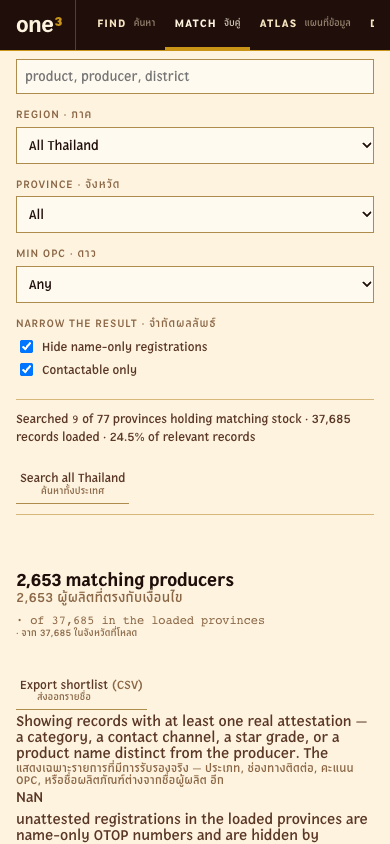 one³
FIND ค้นหา MATCH จับคู่ ATLAS แผนที่ข้อมูล
product, producer, district
REGION · ภาค
All Thailand
PROVINCE · จังหวัด
All
MIN OPC · ดาว
Any
NARROW THE RESULT · จำกัดผลลัพธ์
Hide name-only registrations
Contactable only
Searched 9 of 77 provinces holding matching stock · 37,685
records loaded · 24.5% of relevant records
Search all Thailand
ค้นหาทั้งประเทศ
2,653 matching producers
2,653 ผู้ผลิตที่ตรงกับเงื่อนไข
· of 37,685 in the loaded provinces
· จาก 37,685 ในจังหวัดที่โหลด
Export shortlist (CSV)
ส่งออกรายชื่อ
Showing records with at least one real attestation —
a category, a contact channel, a star grade, or a
product name distinct from the producer. The
แสดงเฉพาะรายการที่มีการรับรองจริง — ประเภท, ช่องทางติดต่อ, คะแนน
OPC, หรือชื่อผลิตภัณฑ์ต่างจากชื่อผู้ผลิต อีก
NaN
unattested registrations in the loaded provinces are
name-only OTOP numbers and are hidden by